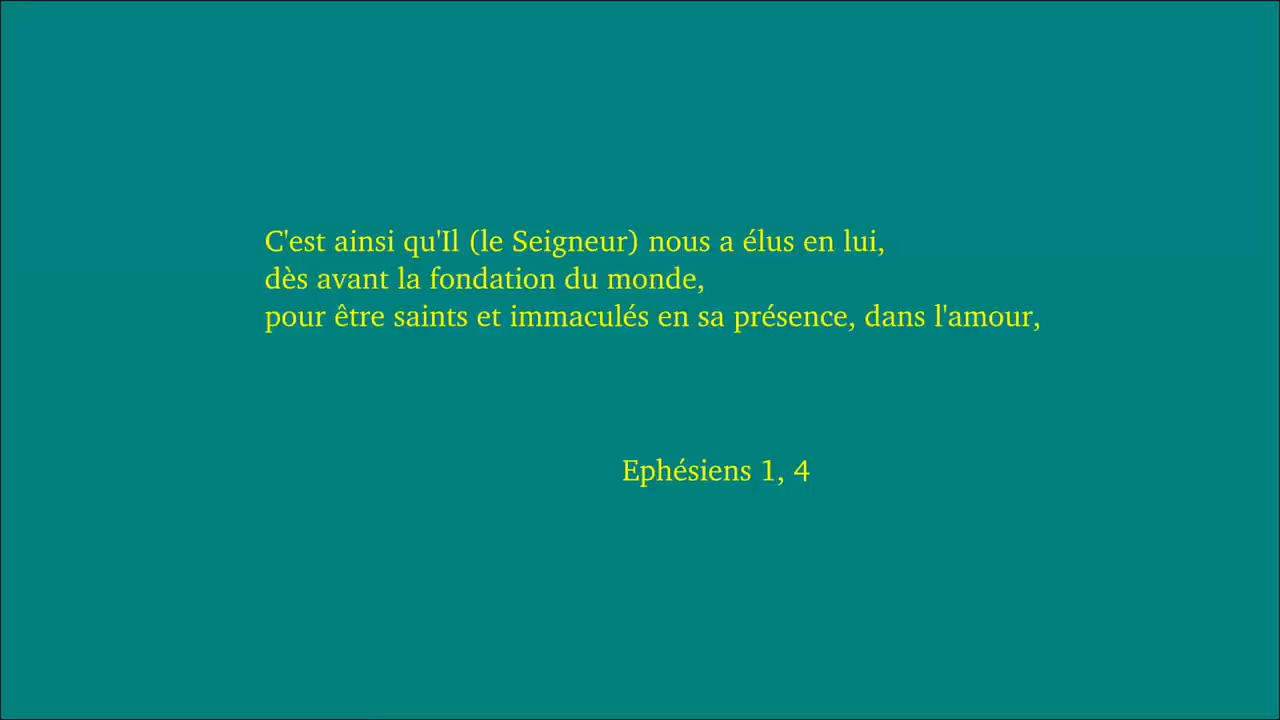 C'est ainsi qu'Il (le Seigneur) nous a élus en lui,
dès avant la fondation du monde,
pour être saints et immaculés en sa présence, dans l'amour,
Ephésiens 1, 4